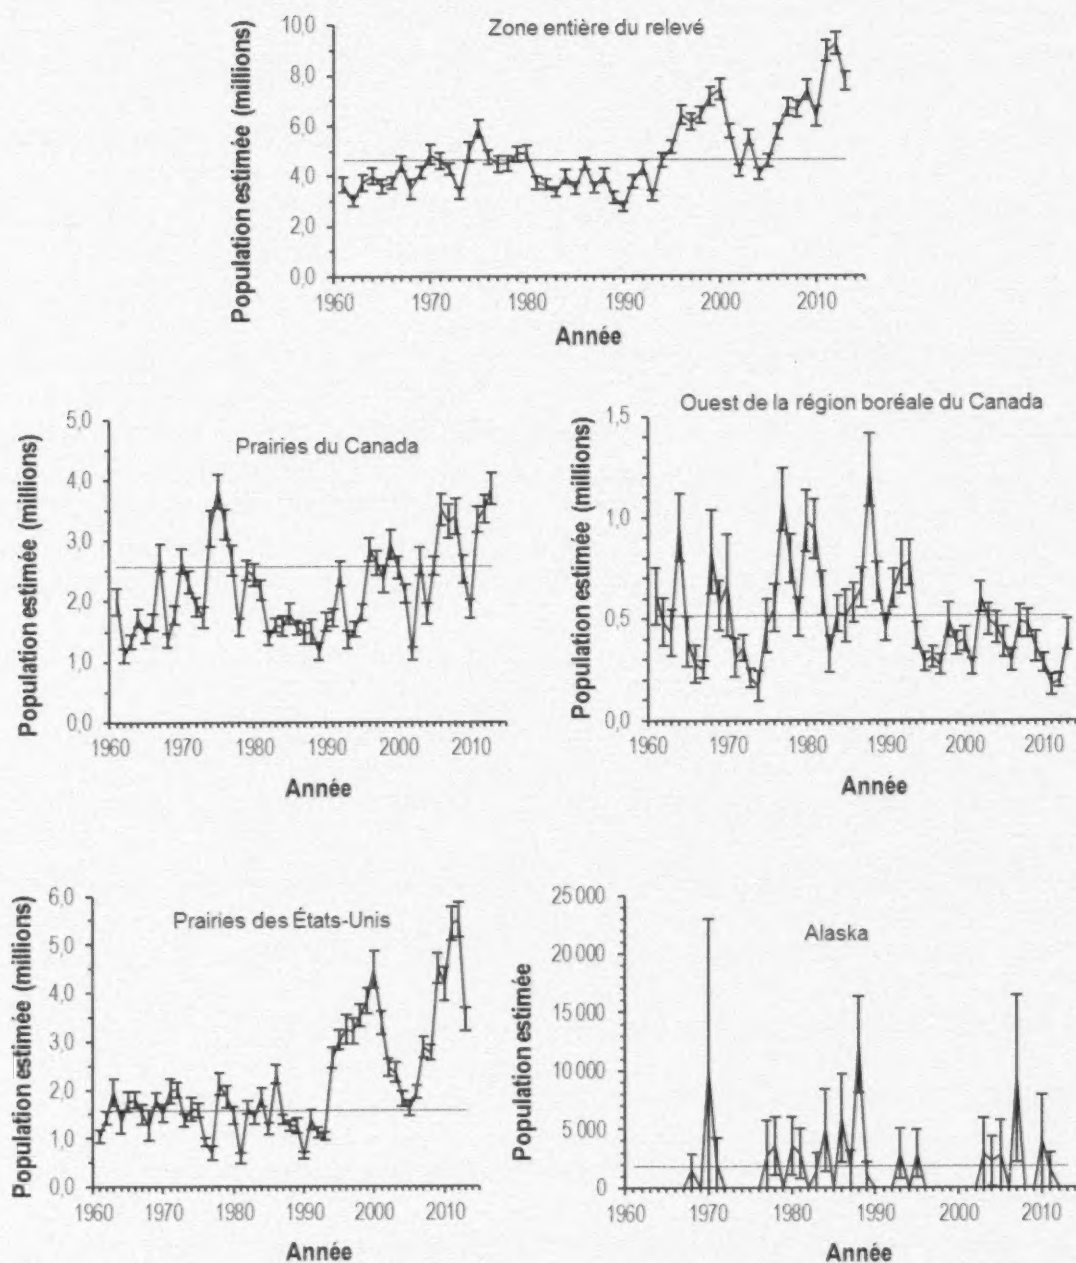 Zone entière du relevé
Population estimée (millions)
10,0
8,0
6,0
4,0
2,0
0,0
1960 1970 1980 1990 2000 2010
Année
Prairies du Canada
Population estimée (millions)
5,0
4,0
3,0
2,0
1,0
0,0
1960 1970 1980 1990 2000 2010
Année
Ouest de la région boréale du Canada
Population estimée (millions)
1,5
1,0
0,5
0,0
1960 1970 1980 1990 2000 2010
Année
Prairies des États-Unis
Population estimée (millions)
6,0
5,0
4,0
3,0
2,0
1,0
0,0
1960 1970 1980 1990 2000 2010
Année
Alaska
Population estimée
25 000
20 000
15 000
10 000
5 000
0
1960 1970 1980 1990 2000 2010
Année